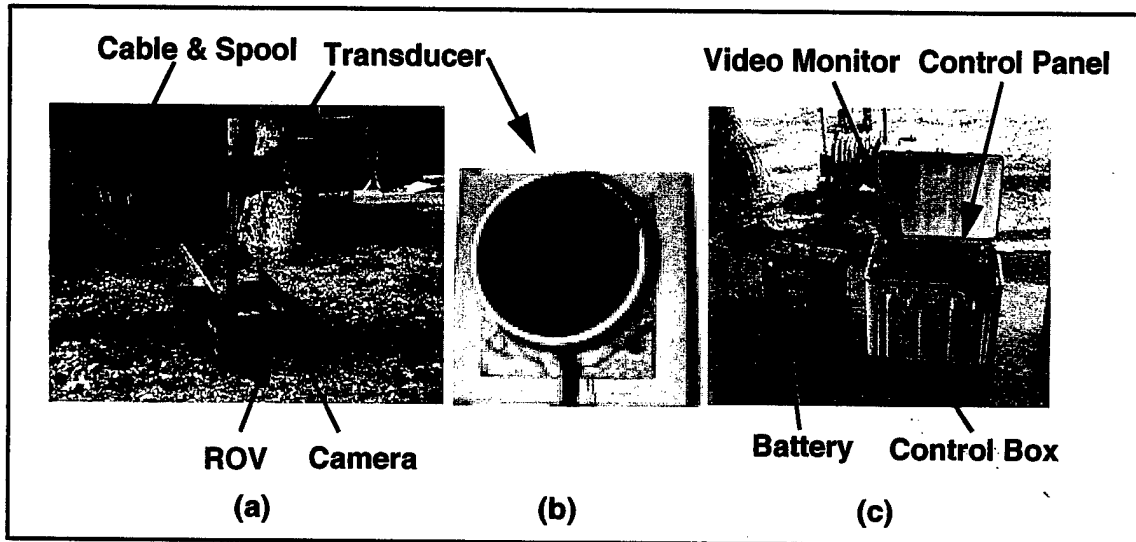 Cable & Spool Transducer Video Monitor Control Panel
ROV Camera Battery Control Box
(a) (b) (c)